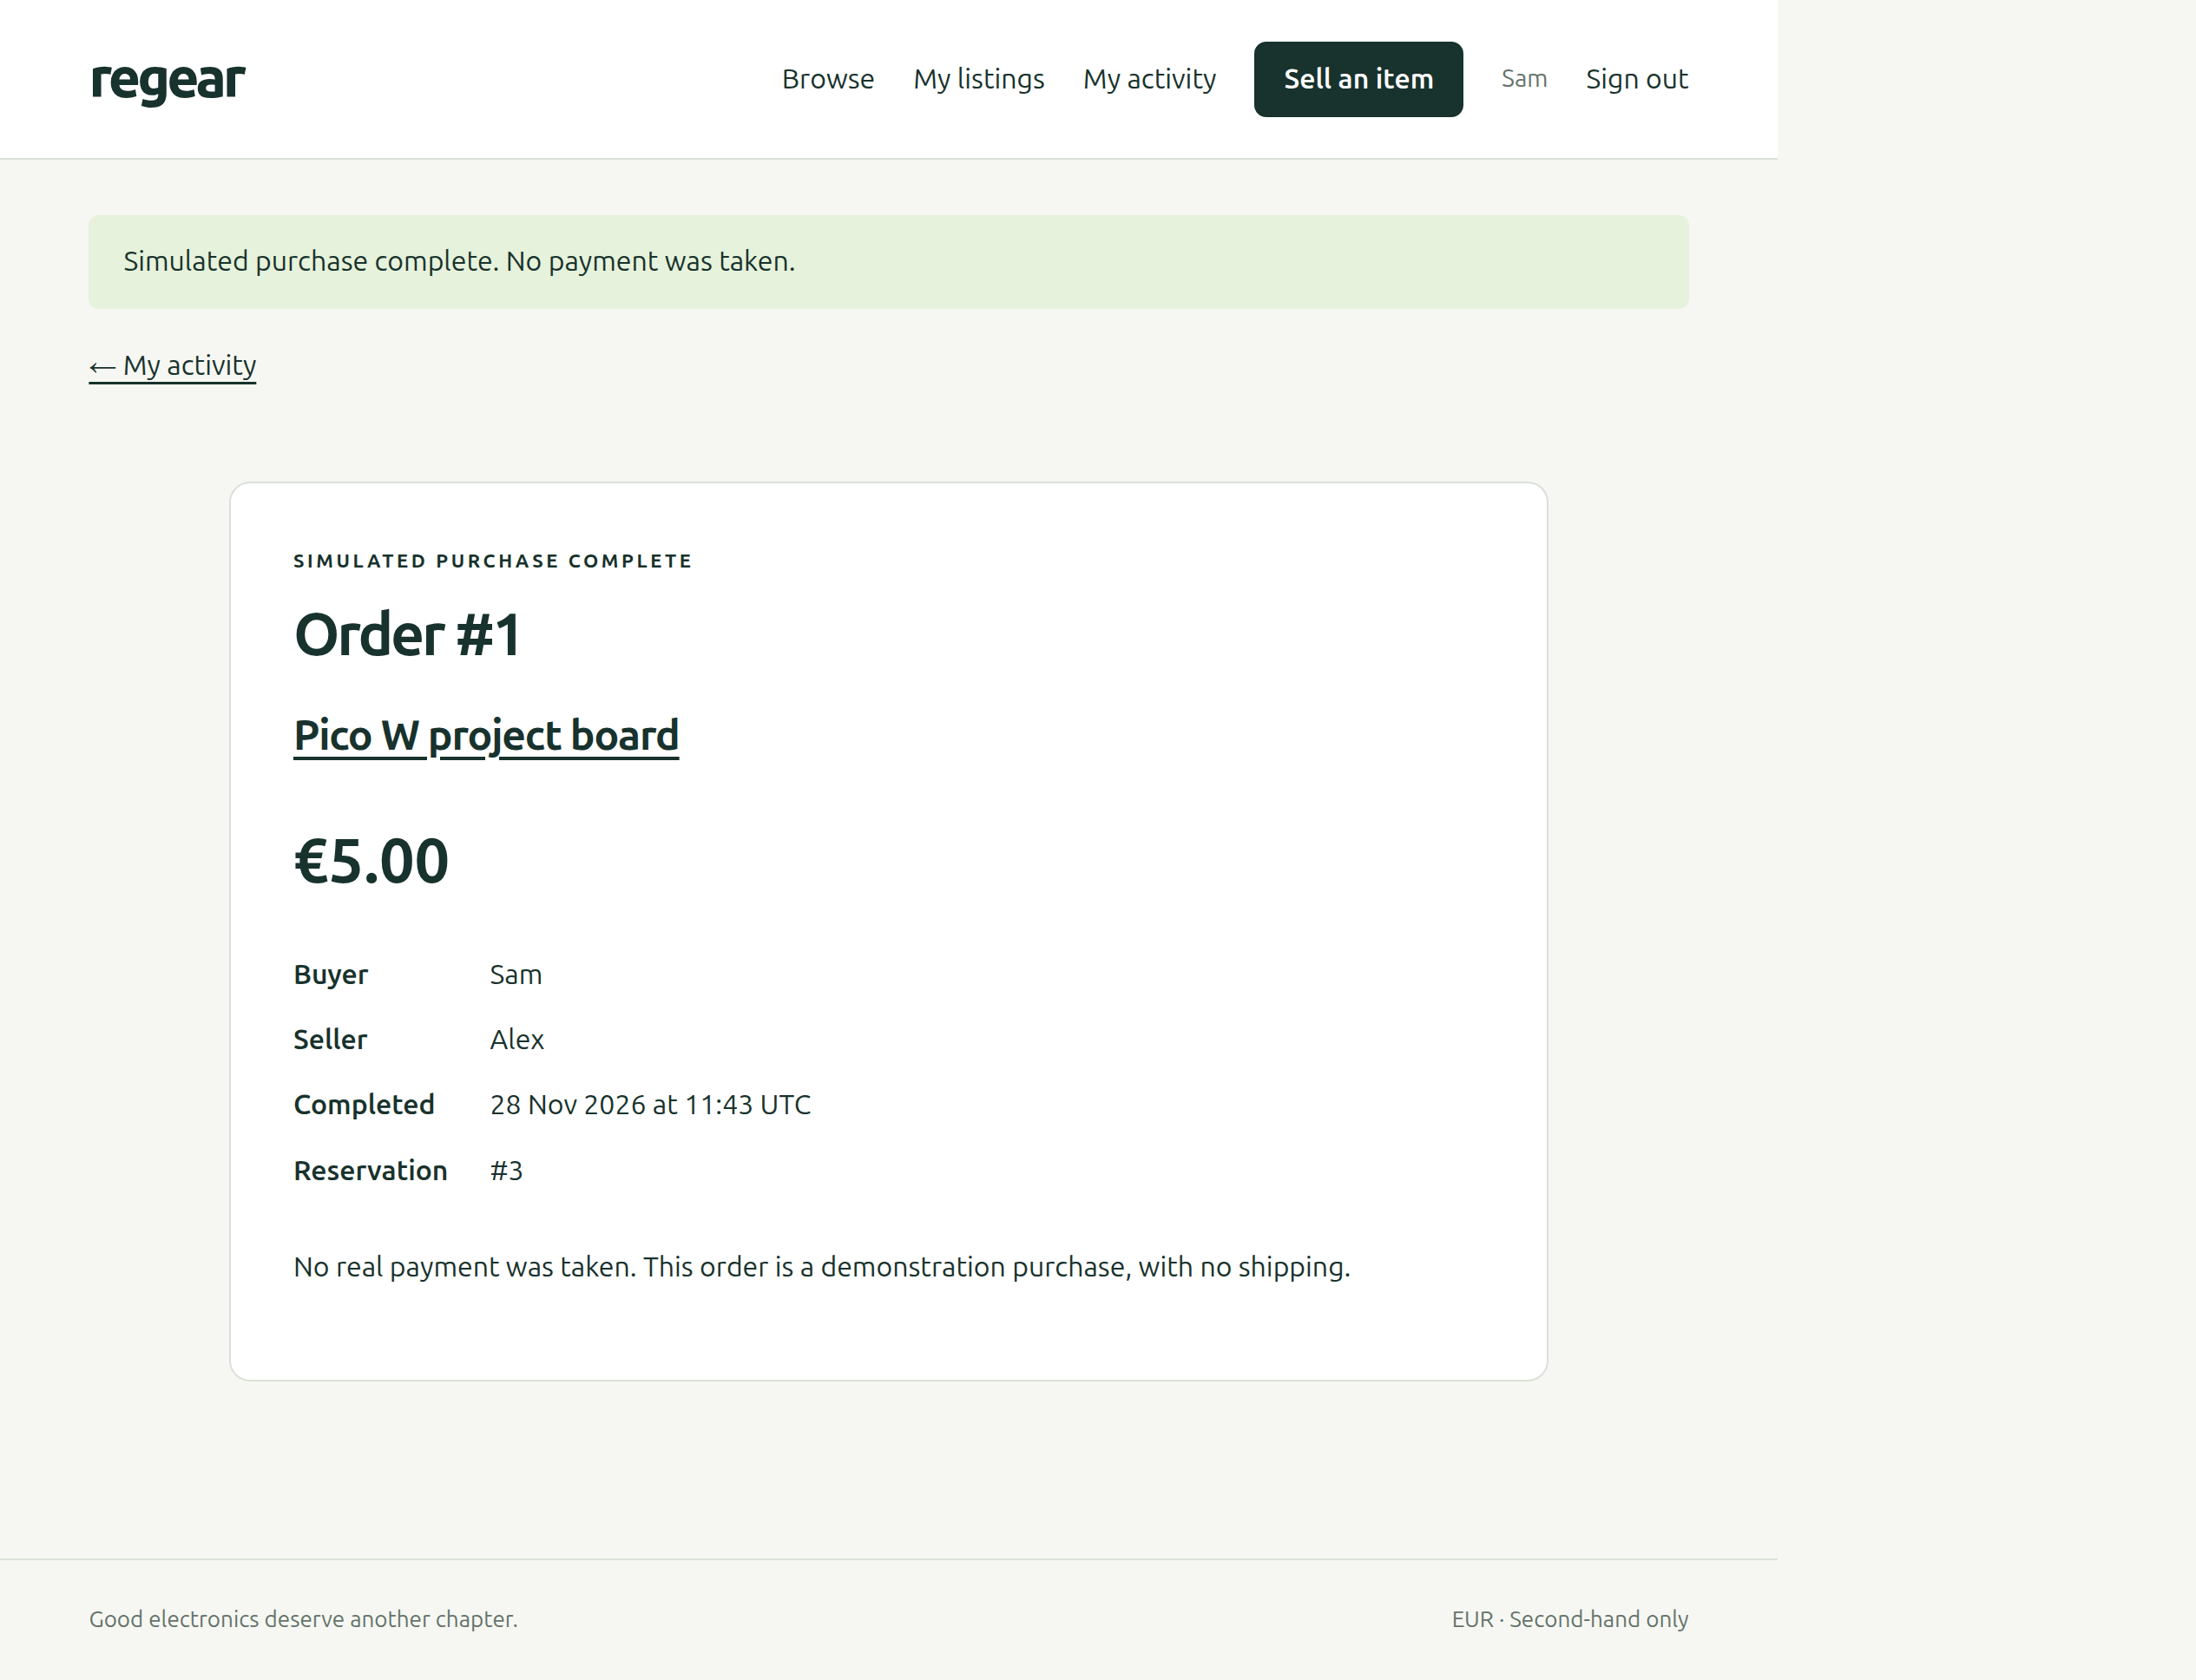 regear
Browse My listings My activity Sell an item Sam Sign out
Simulated purchase complete. No payment was taken.
← My activity
SIMULATED PURCHASE COMPLETE
Order #1
Pico W project board
€5.00
Buyer Sam
Seller Alex
Completed 28 Nov 2026 at 11:43 UTC
Reservation #3
No real payment was taken. This order is a demonstration purchase, with no shipping.
Good electronics deserve another chapter.
EUR · Second-hand only